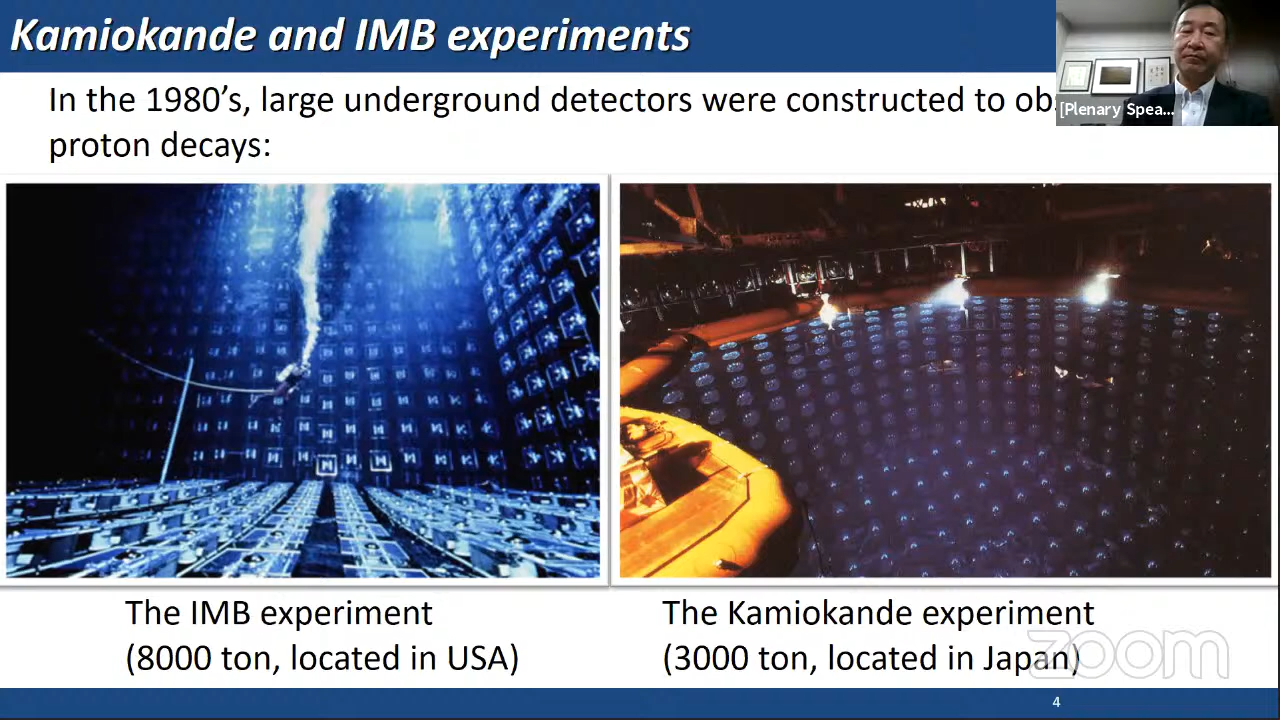 Kamiokande and IMB experiments
In the 1980’s, large underground detectors were constructed to
proton decays:
[Plenary Spea...
The IMB experiment
(8000 ton, located in USA)
The Kamiokande experiment
(3000 ton, located in Japan)
zoom
4